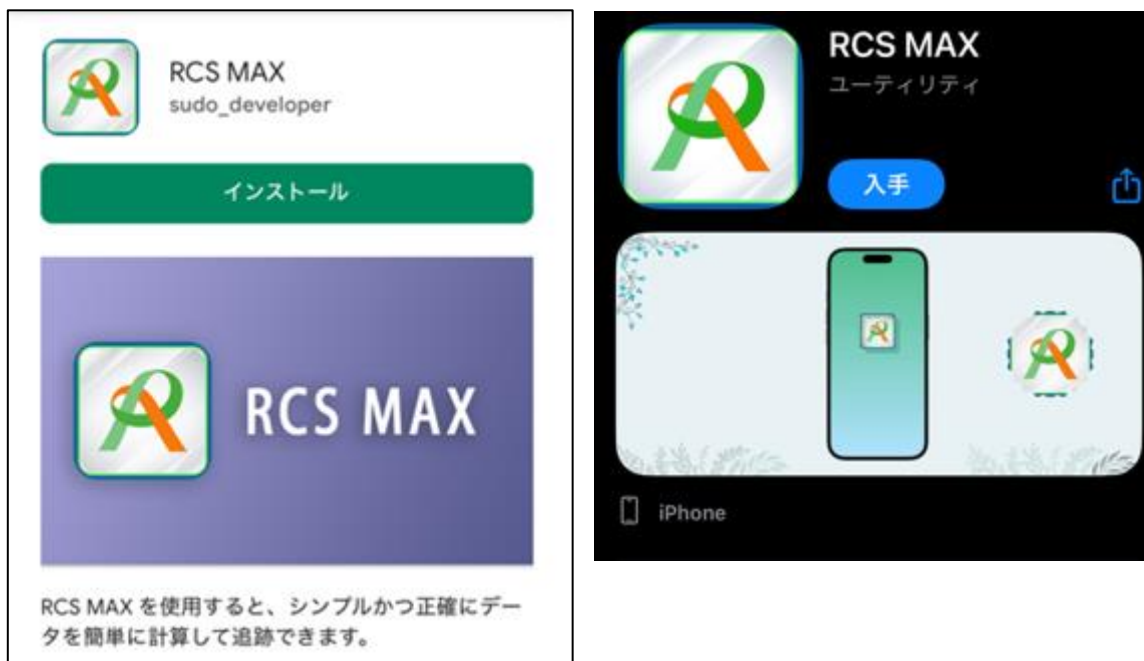 RCS MAX
sudo_developer
インストール
RCS MAX
RCS MAX を使用すると、シンプルかつ正確にデー
タを簡単に計算して追跡できます。
RCS MAX
ユーティリティ
入手
iPhone